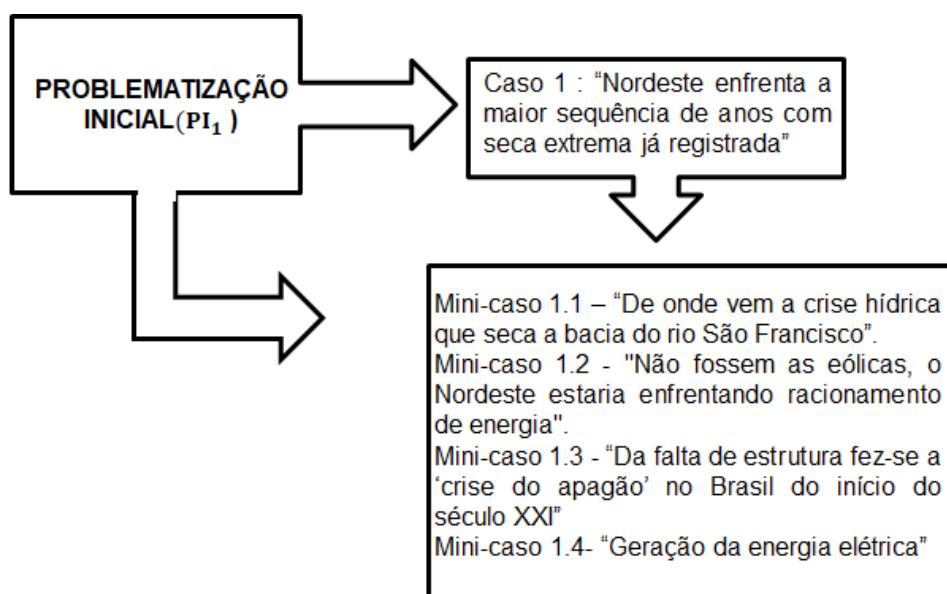 PROBLEMATIZAÇÃO
INICIAL(PI₁ )
Caso 1 : “Nordeste enfrenta a
maior sequência de anos com
seca extrema já registrada”
Mini-caso 1.1 – “De onde vem a crise hídrica
que seca a bacia do rio São Francisco”.
Mini-caso 1.2 - "Não fossem as eólicas, o
Nordeste estaria enfrentando racionamento
de energia".
Mini-caso 1.3 - “Da falta de estrutura fez-se a
‘crise do apagão’ no Brasil do início do
século XXI”
Mini-caso 1.4- “Geração da energia elétrica”